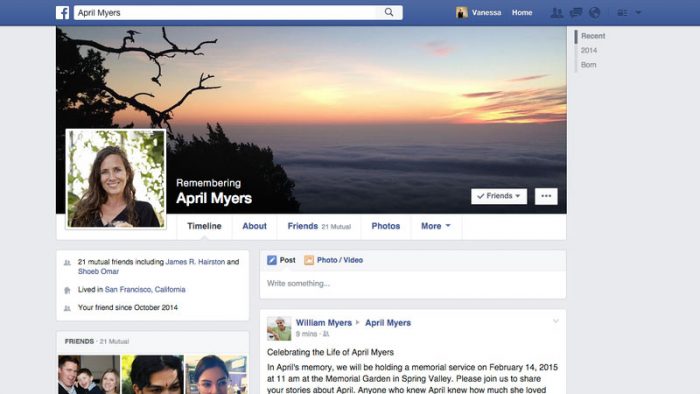 April Myers
Vanessa
Home
Recent
2014
Born
Remembering
April Myers
Friends
Timeline
About
Friends 21 Mutual
Photos
More
21 mutual friends including James R. Hairston and
Shoeb Omar
Lived in San Francisco, California
Your friend since October 2014
FRIENDS · 21 Mutual
Post
Photo / Video
Write something...
William Myers ▸ April Myers
9 mins ·
Celebrating the Life of April Myers
In April's memory, we will be holding a memorial service on February 14, 2015
at 11 am at the Memorial Garden in Spring Valley. Please join us to share
your stories about April. Anyone who knew April knew how much she loved